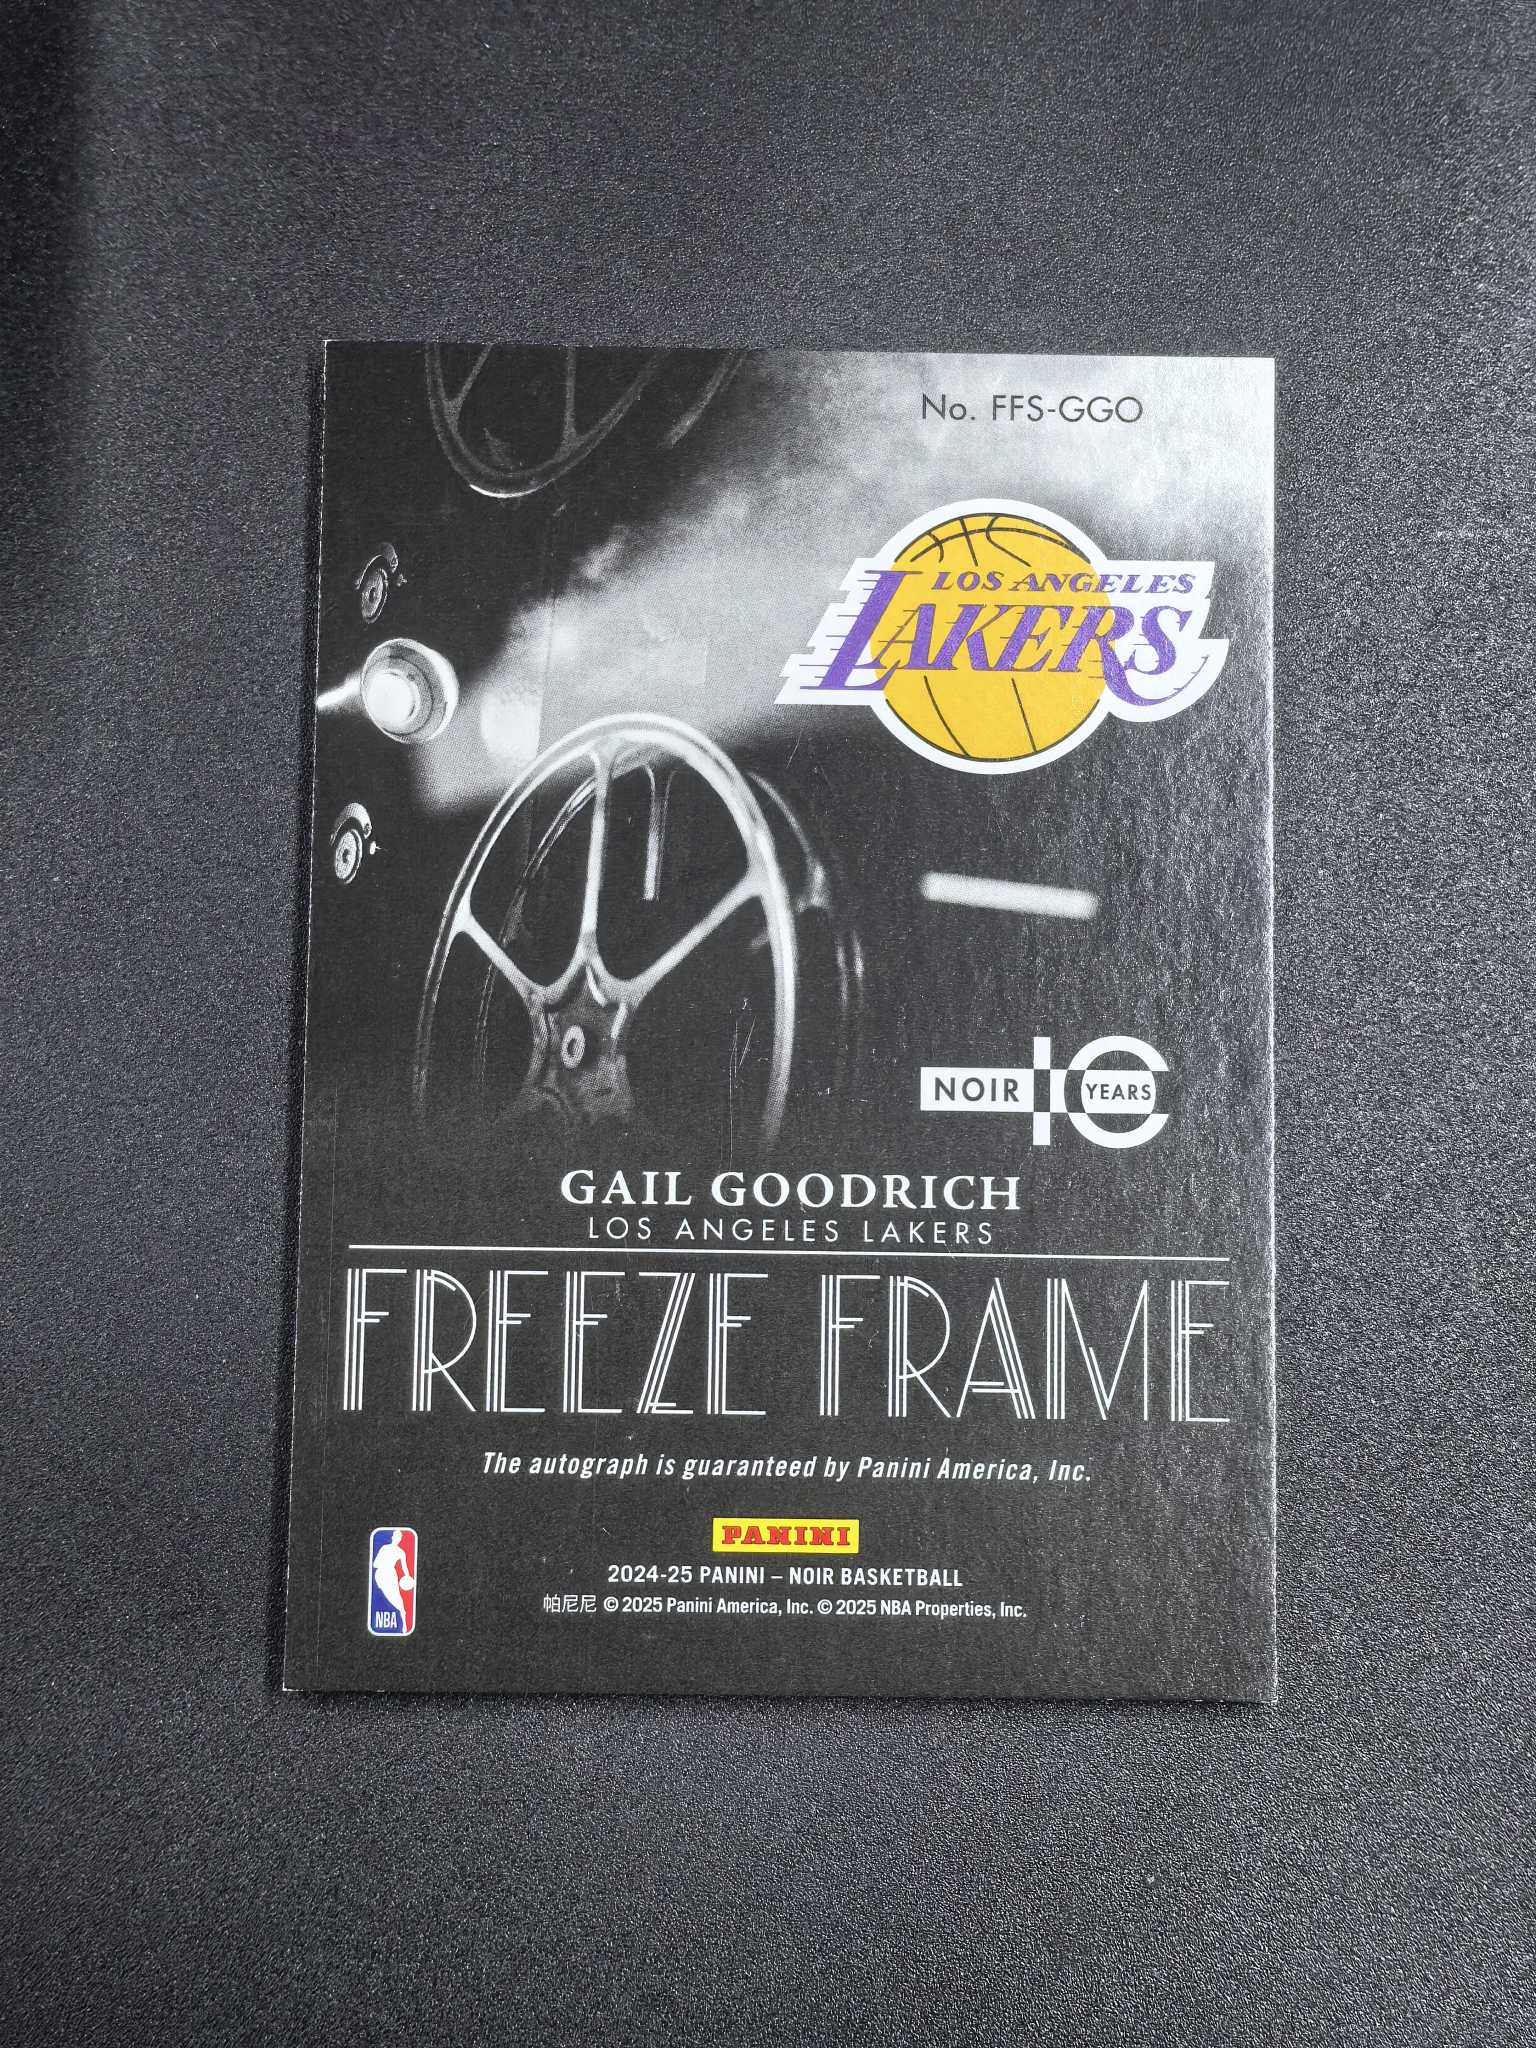 No. FFS-GGO
LOS ANGELES
LAKERS
NOIR 10 YEARS
GAIL GOODRICH
LOS ANGELES LAKERS
FREEZE FRAME
The autograph is guaranteed by Panini America, Inc.
PANINI
2024-25 PANINI – NOIR BASKETBALL
帕尼尼 © 2025 Panini America, Inc. © 2025 NBA Properties, Inc.
NBA